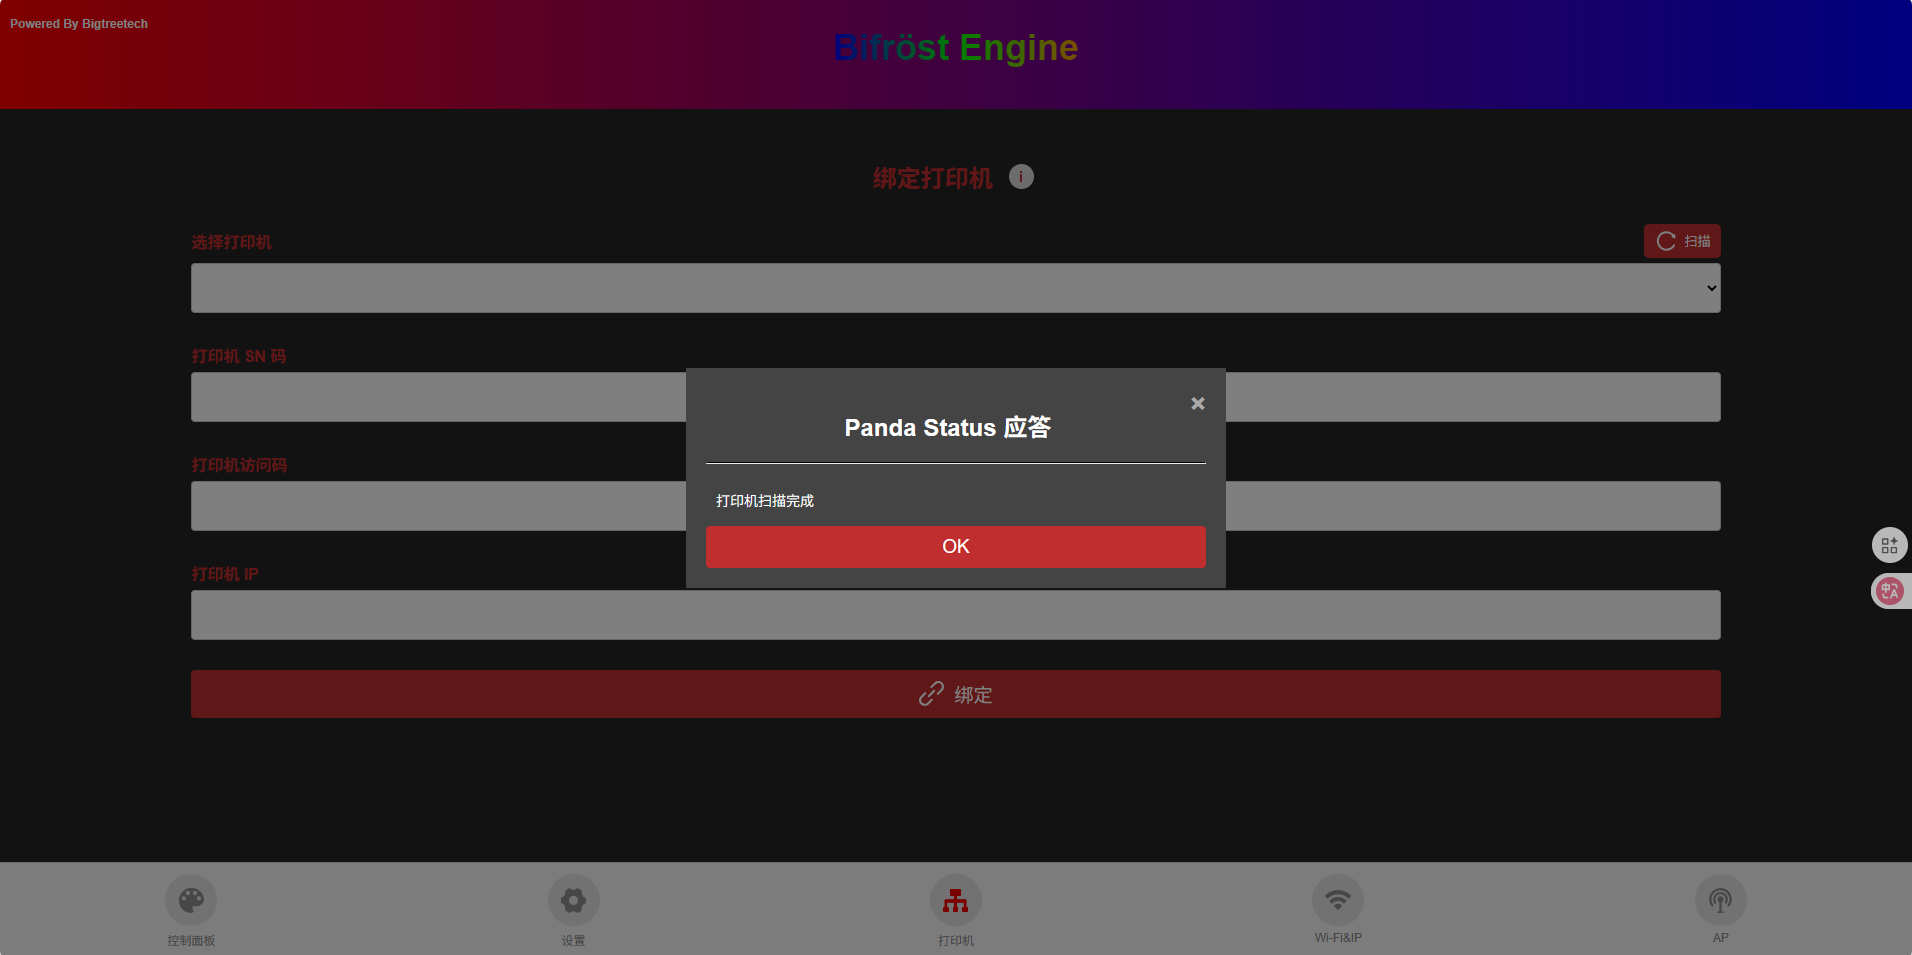 Powered By Bigtreetech
Bifröst Engine
绑定打印机 i
选择打印机
扫描
打印机 SN 码
Panda Status 应答
打印机访问码
打印机扫描完成
OK
打印机 IP
绑定
控制面板
设置
打印机
Wi-Fi&IP
AP